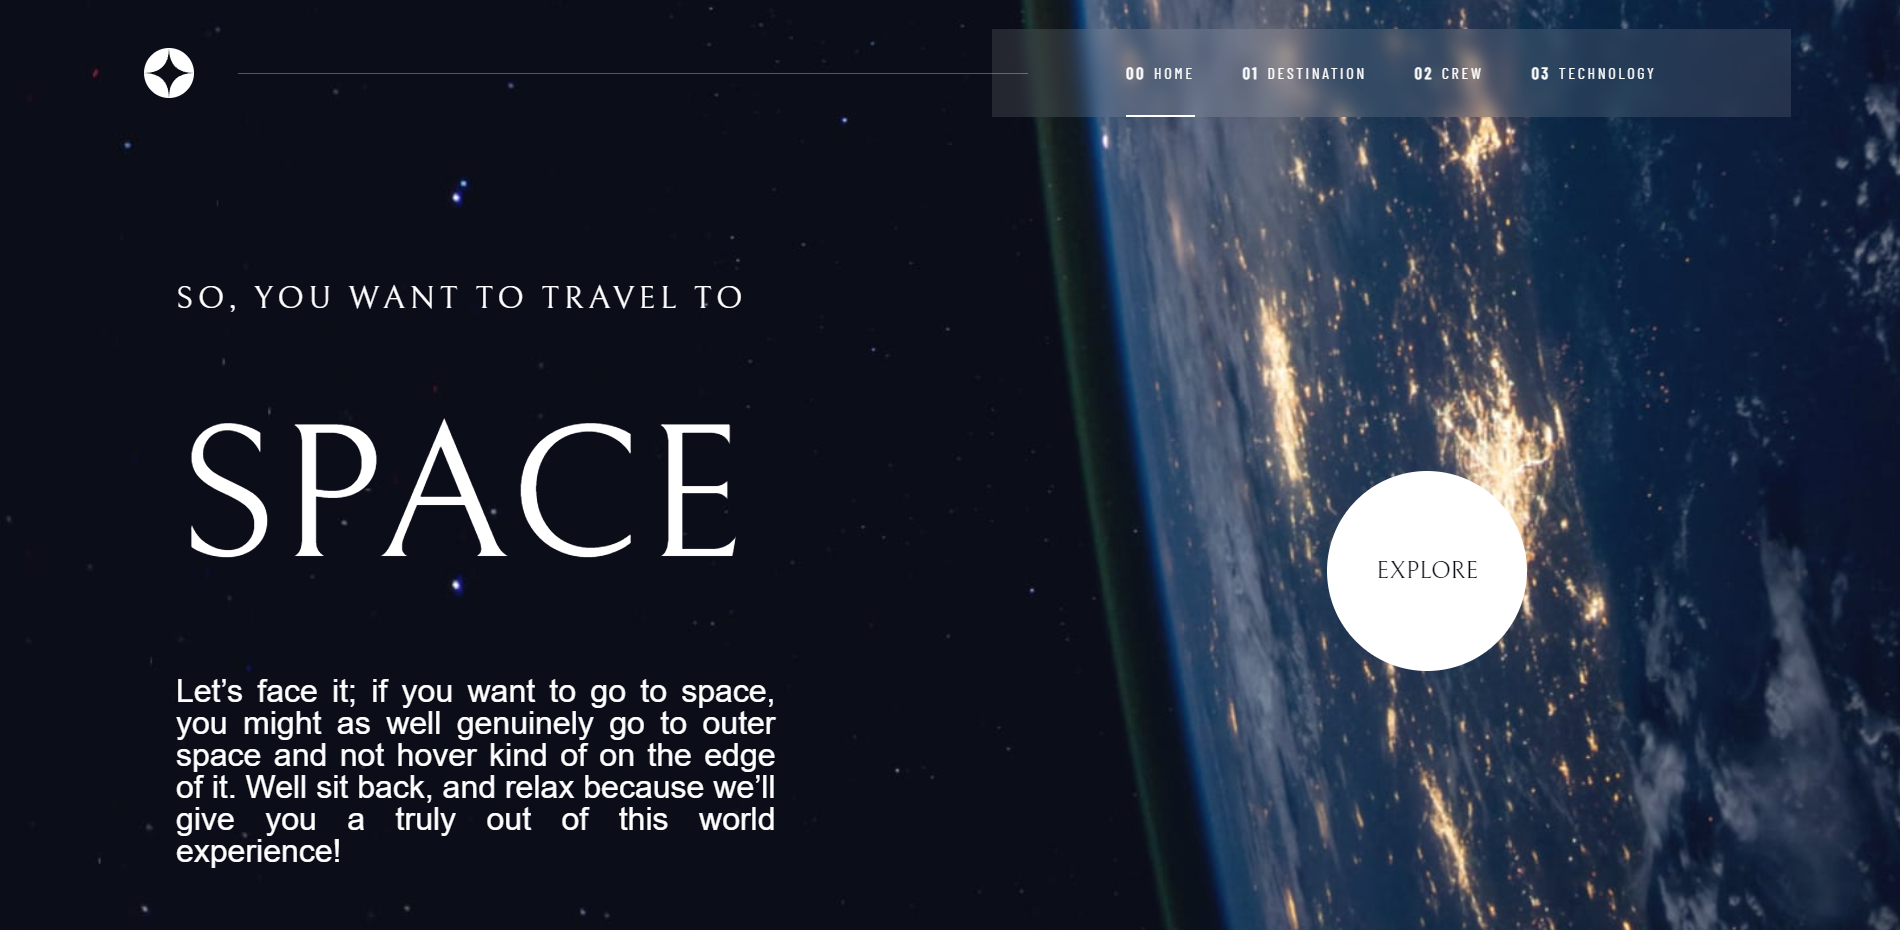 00 HOME 01 DESTINATION 02 CREW 03 TECHNOLOGY
SO, YOU WANT TO TRAVEL TO
SPACE
EXPLORE
Let’s face it; if you want to go to space,
you might as well genuinely go to outer
space and not hover kind of on the edge
of it. Well sit back, and relax because we’ll
give you a truly out of this world
experience!